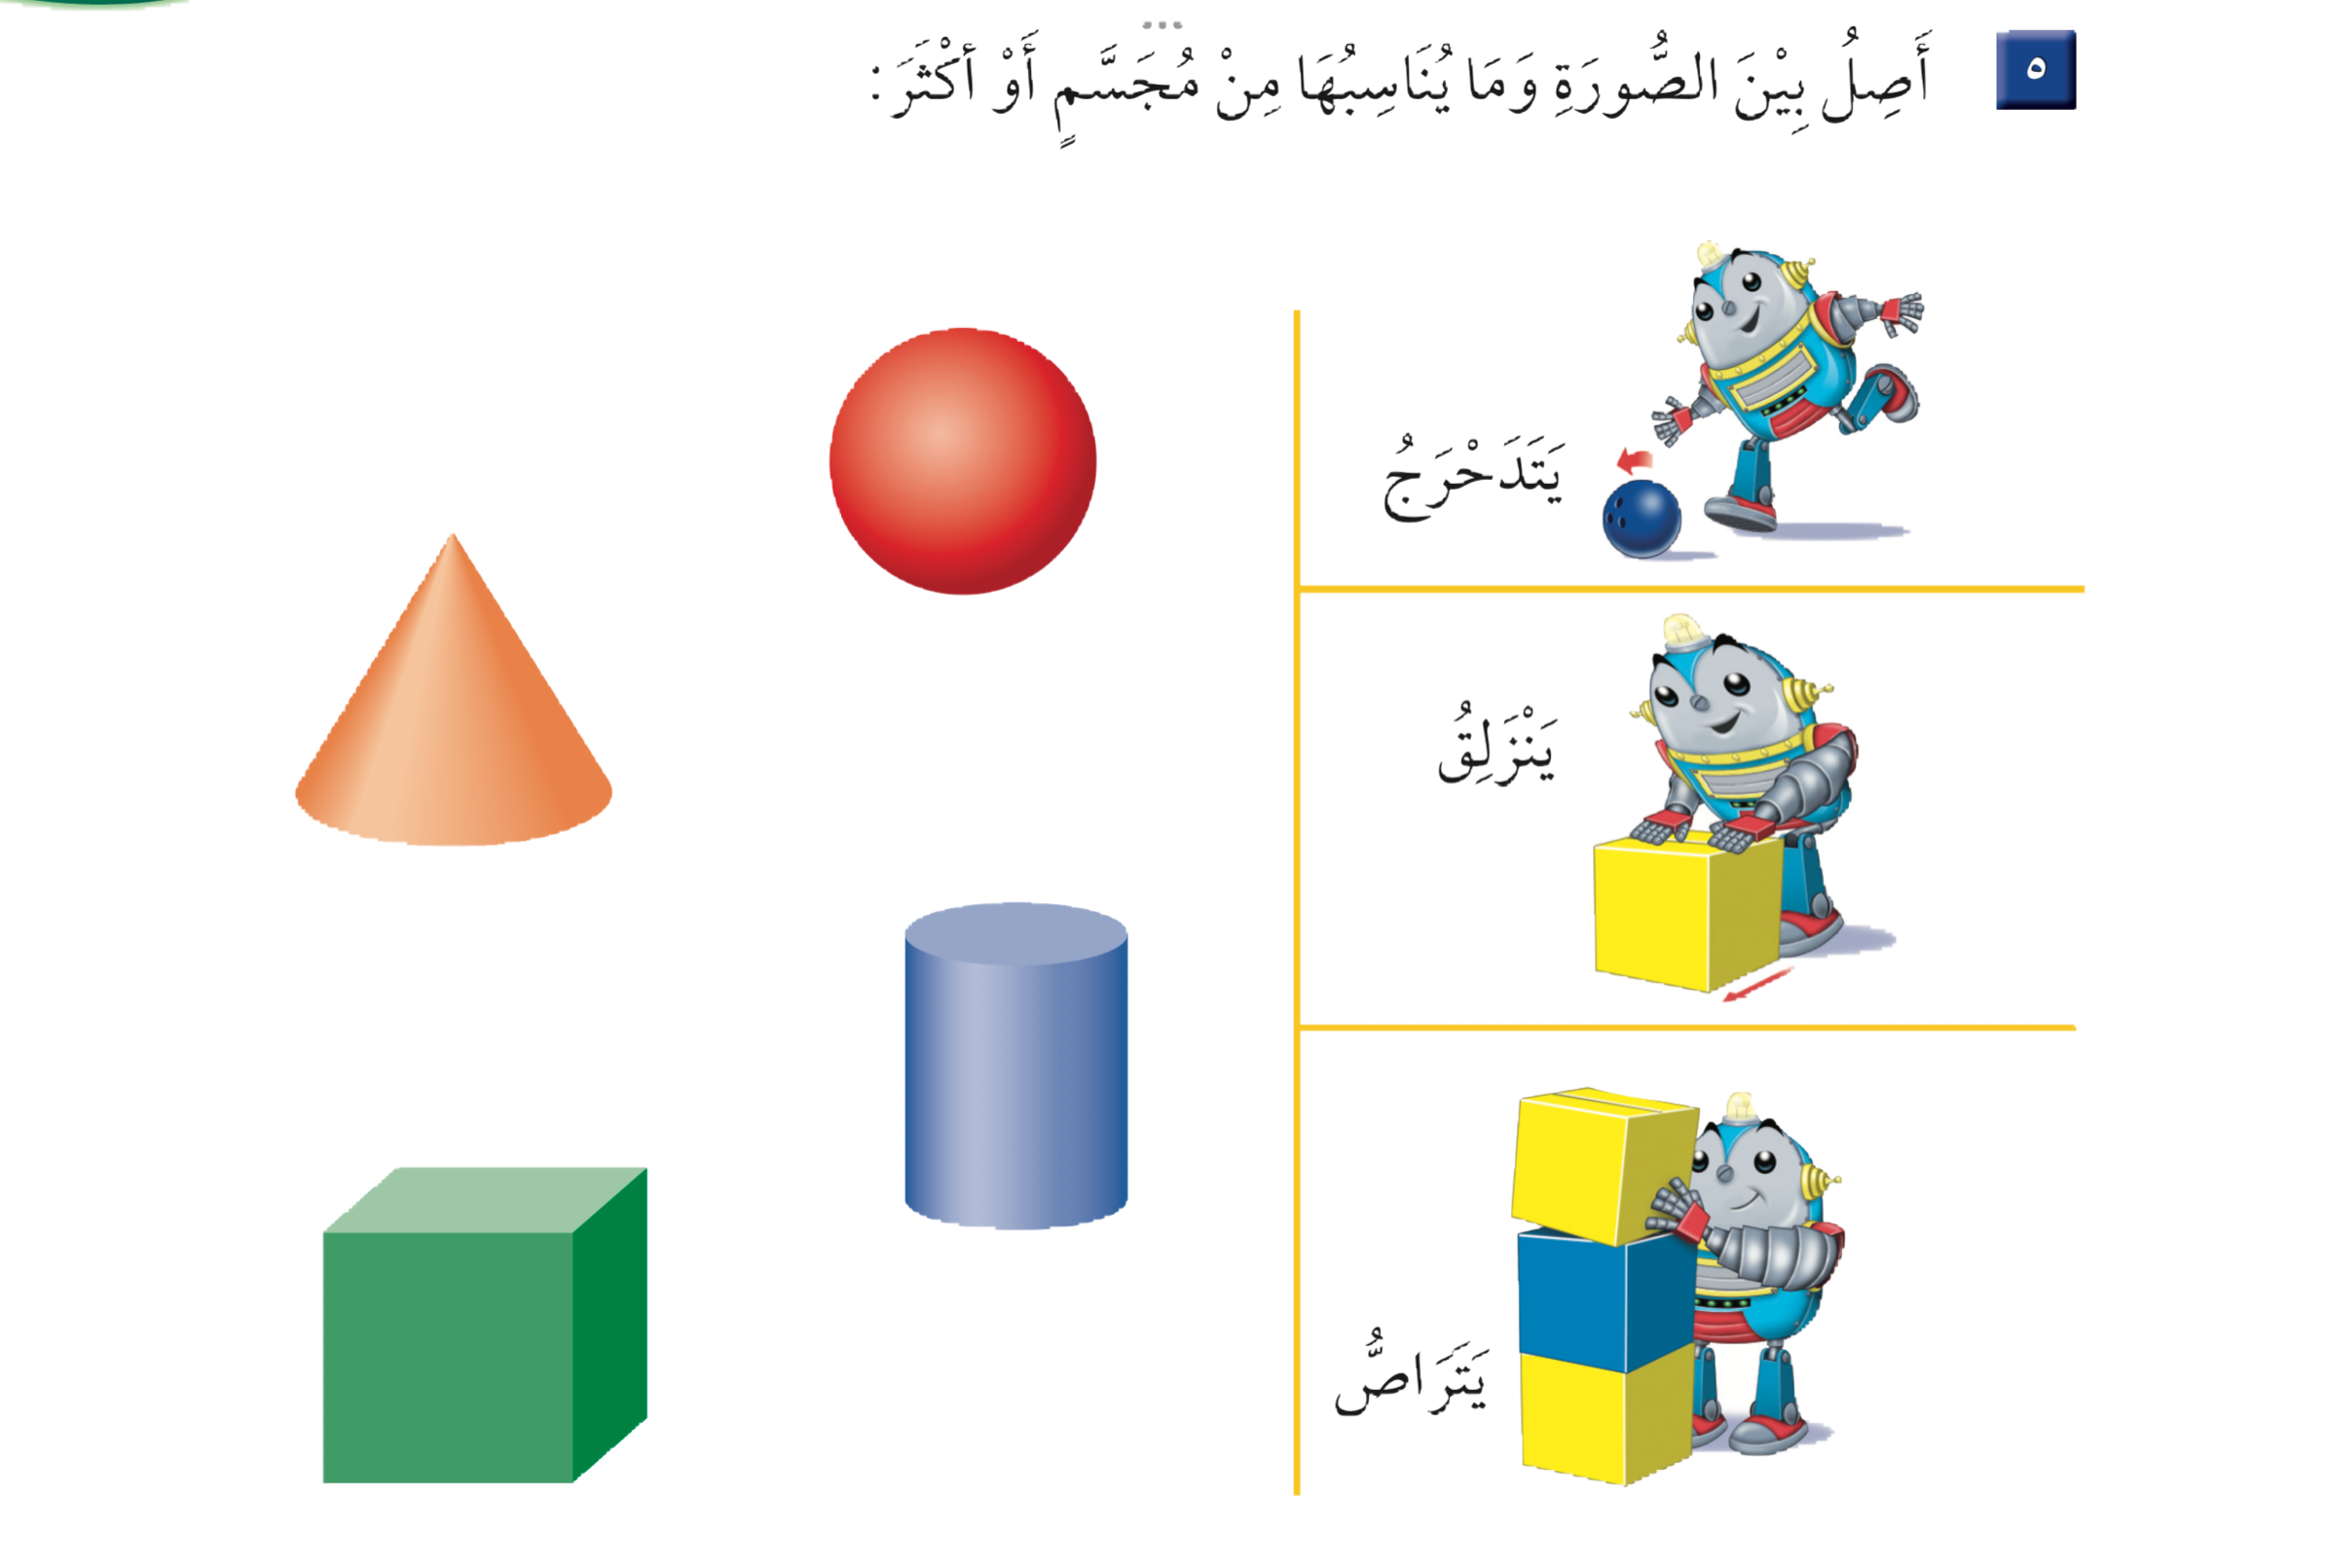 ٥ أَصِلُ بِيْنَ الصُّورَةِ وَمَا يُنَاسِبُهَا مِنْ مُجَسَّمٍ أَوْ أَكْثَرَ:
يَتَدَحْرَجُ
يَنْزَلِقُ
يَتَرَاصُّ